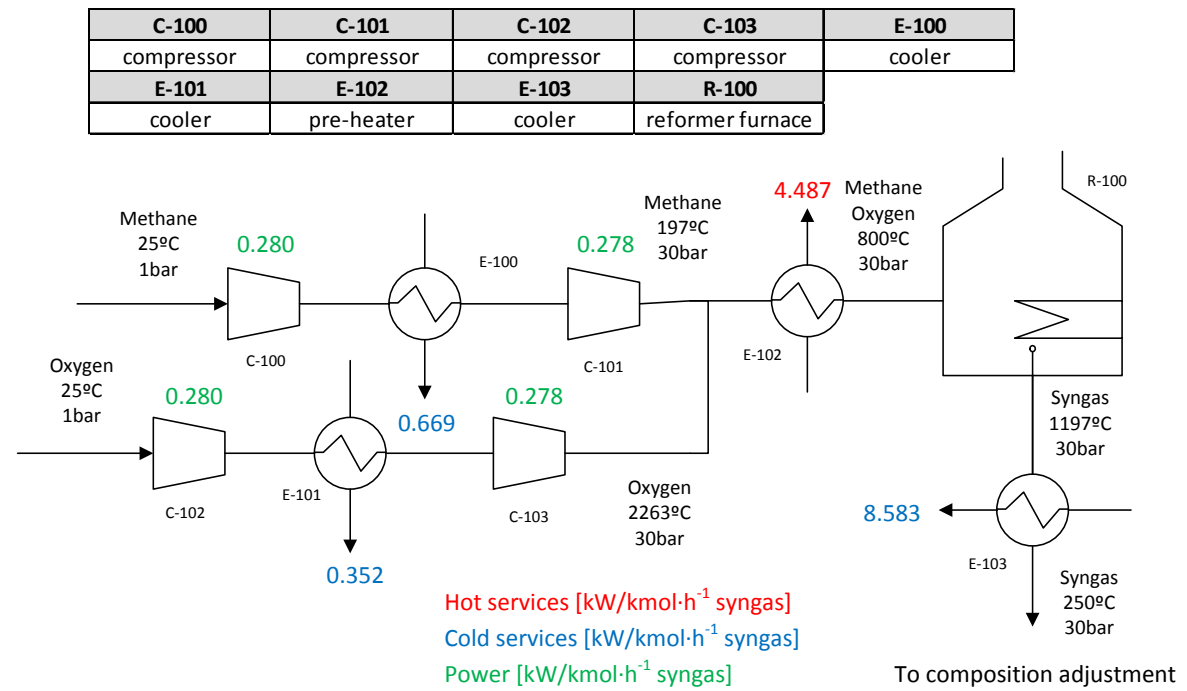 C-100 C-101 C-102 C-103 E-100
compressor compressor compressor compressor cooler
E-101 E-102 E-103 R-100
cooler pre-heater cooler reformer furnace
Methane
25ºC
1bar
0.280
C-100
E-100
0.669
0.278
C-101
Methane
197ºC
30bar
4.487
E-102
Methane
Oxygen
800ºC
30bar
R-100
Oxygen
25ºC
1bar
0.280
C-102
E-101
0.352
0.278
C-103
Oxygen
2263ºC
30bar
Syngas
1197ºC
30bar
8.583
E-103
Syngas
250ºC
30bar
Hot services [kW/kmol·h-1 syngas]
Cold services [kW/kmol·h-1 syngas]
Power [kW/kmol·h-1 syngas]
To composition adjustment